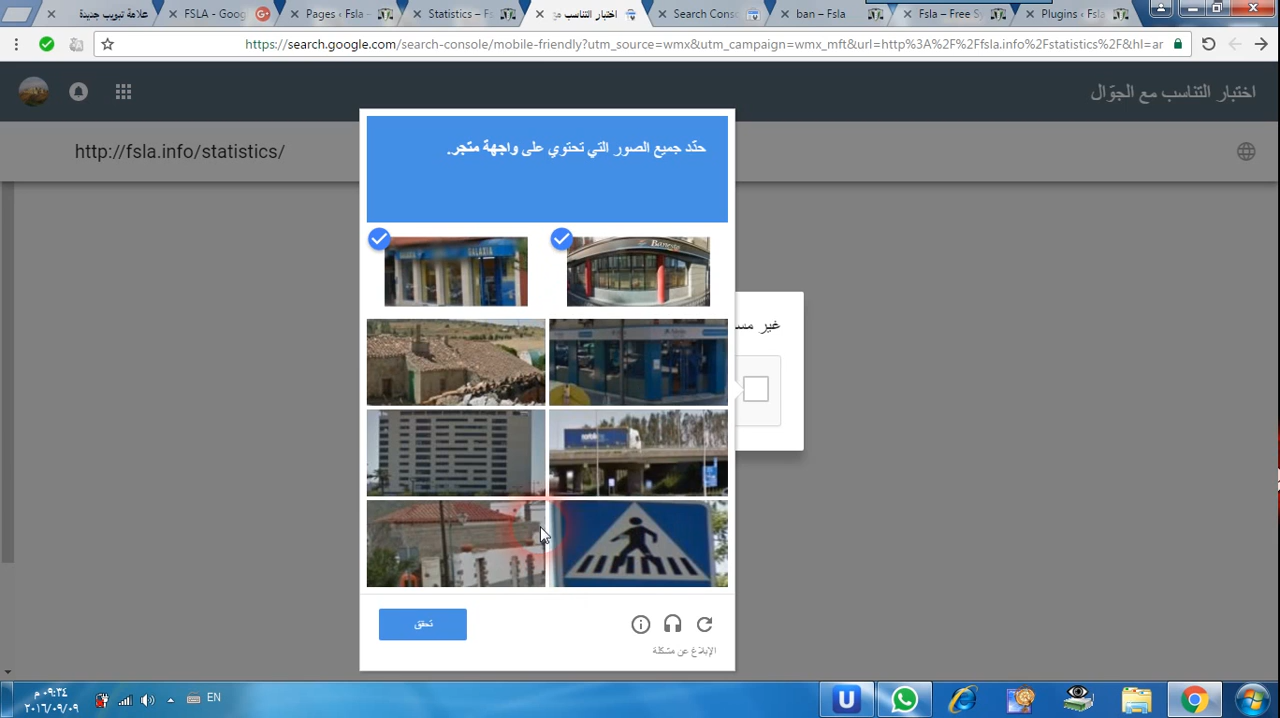 علامة تبويب جديدة
FSLA - Goog
Pages ‹ Fsla
Statistics – F
اختبار التناسب مع
Search Cons
ban – Fsla
Fsla – Free S
Plugins ‹ Fsla
https://search.google.com/search-console/mobile-friendly?utm_source=wmx&utm_campaign=wmx_mft&url=http%3A%2F%2Ffsla.info%2Fstatistics%2F&hl=ar
اختبار التناسب مع الجوّال
http://fsla.info/statistics/
حدّد جميع الصور التي تحتوي على واجهة متجر.
GALAXIA
Banesto
غير مس
تحقق
الإبلاغ عن مشكلة
EN
٠٩:٣٤ م
٢٠١٦/٠٩/٠٩